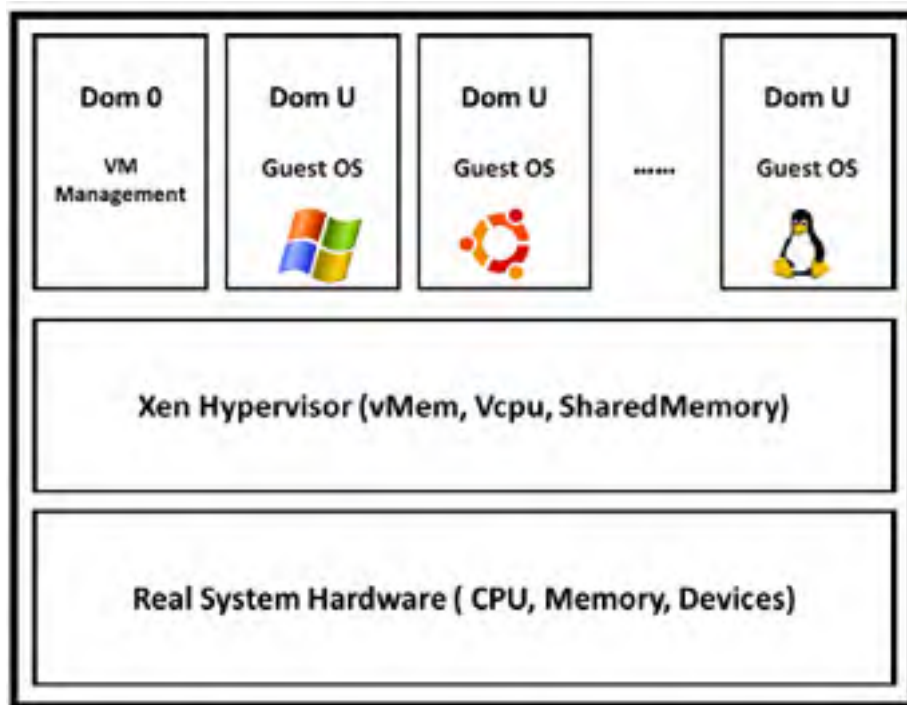 Dom 0
VM
Management
Dom U
Guest OS
Dom U
Guest OS
......
Dom U
Guest OS
Xen Hypervisor (vMem, Vcpu, SharedMemory)
Real System Hardware ( CPU, Memory, Devices)